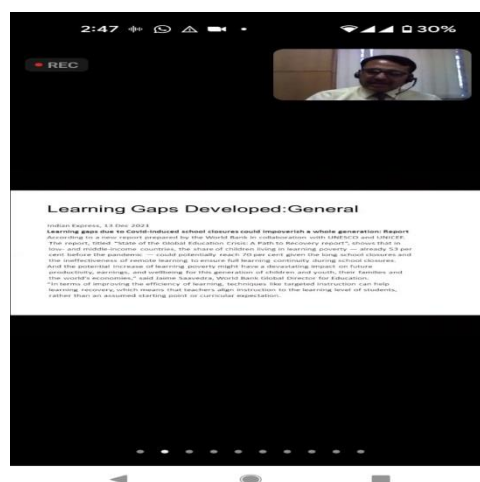 2:47
30%
REC
Learning Gaps Developed:General
Indian Express, 13 Dec 2021
Learning gaps due to Covid-induced school closures could impoverish a whole generation: Report
According to a new report prepared by the World Bank in collaboration with UNESCO and UNICEF.
The report, titled "State of the Global Education Crisis: A Path to Recovery report", shows that in
low- and middle-income countries, the share of children living in learning poverty — already 53 per
cent before the pandemic — could potentially reach 70 per cent given the long school closures and
the ineffectiveness of remote learning to ensure full learning continuity during school closures.
And the potential increase of learning poverty might have a devastating impact on future
productivity, earnings, and wellbeing for this generation of children and youth, their families and
the world's economies," said Jaime Saavedra, World Bank Global Director for Education.
"In terms of improving the efficiency of learning, techniques like targeted instruction can help
learning recovery, which means that teachers align instruction to the learning level of students,
rather than an assumed starting point or curricular expectation.